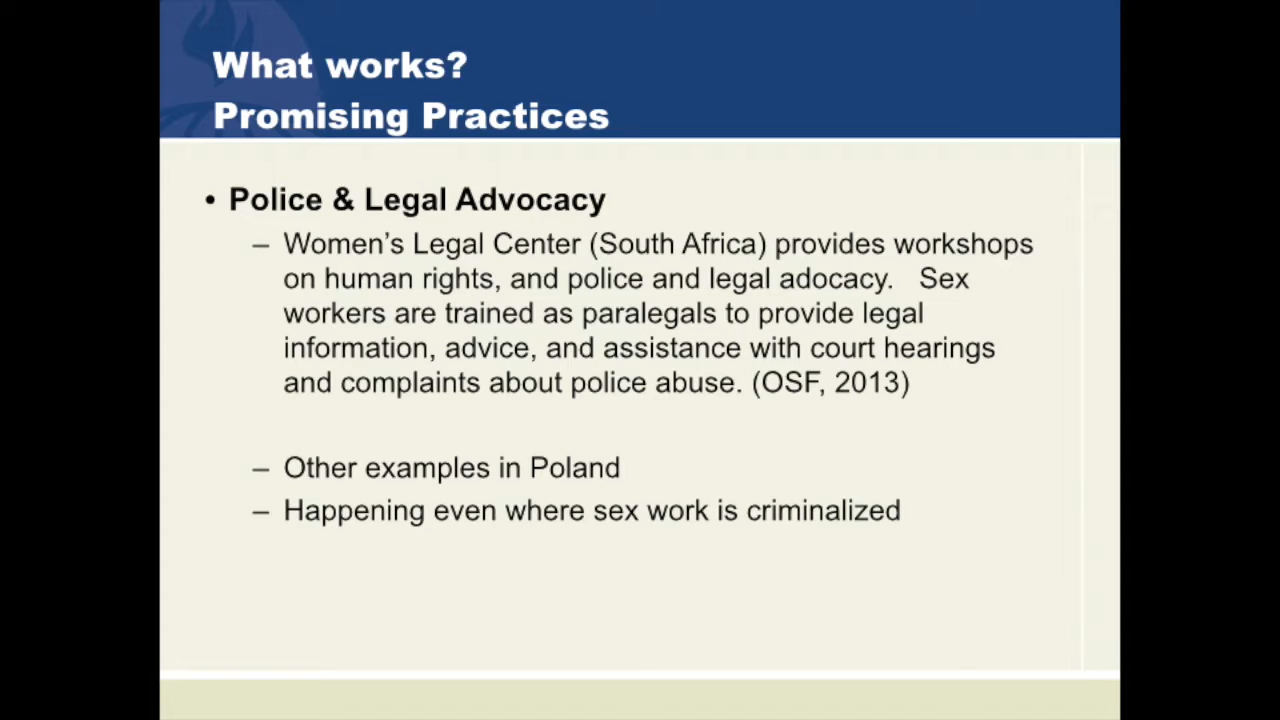 What works?
Promising Practices
• Police & Legal Advocacy
– Women’s Legal Center (South Africa) provides workshops
on human rights, and police and legal adocacy.   Sex
workers are trained as paralegals to provide legal
information, advice, and assistance with court hearings
and complaints about police abuse. (OSF, 2013)
– Other examples in Poland
– Happening even where sex work is criminalized